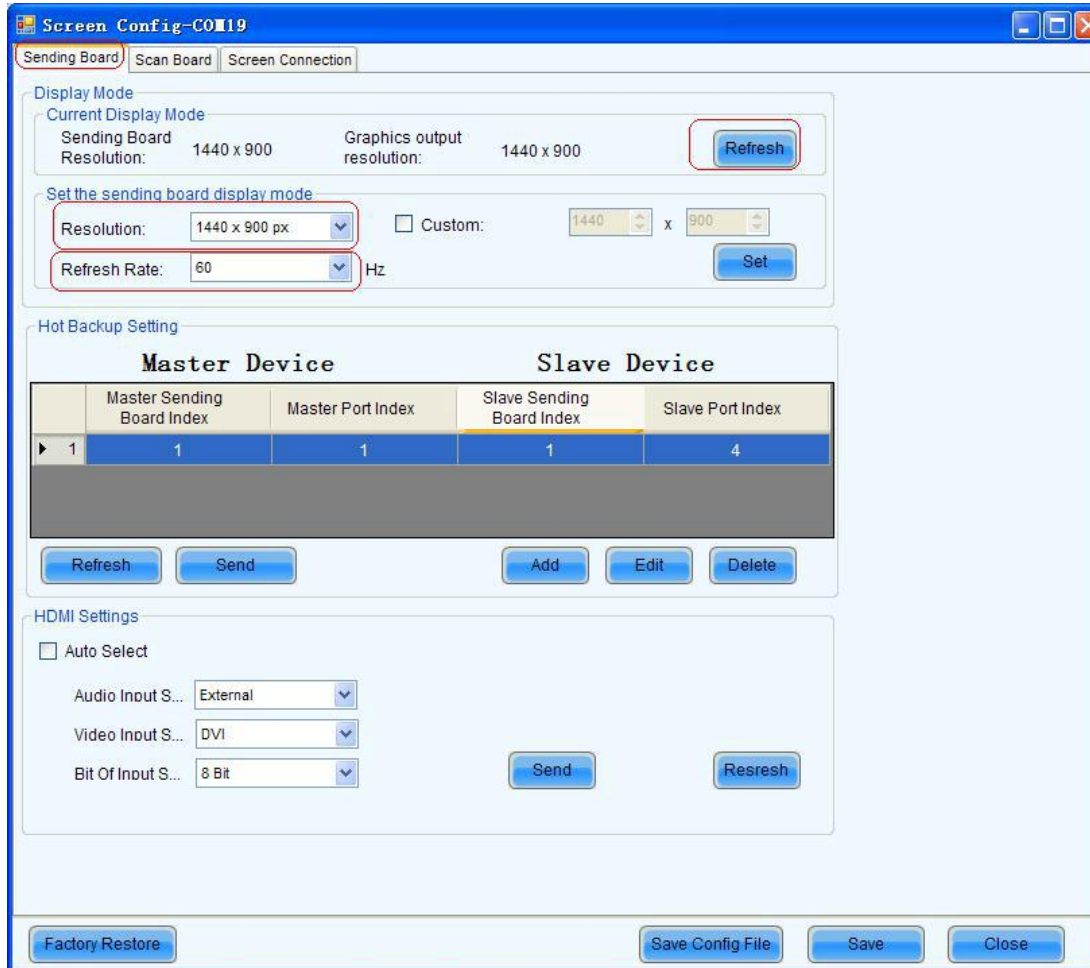 Screen Config-COM19
Sending Board Scan Board Screen Connection
Display Mode
Current Display Mode
Sending Board Resolution: 1440 x 900 Graphics output resolution: 1440 x 900 Refresh
Set the sending board display mode
Resolution: 1440 x 900 px Custom: 1440 x 900
Refresh Rate: 60 Hz Set
Hot Backup Setting
Master Device Slave Device
Master Sending Board Index Master Port Index Slave Sending Board Index Slave Port Index
1 1 1 1 4
Refresh Send Add Edit Delete
HDMI Settings
Auto Select
Audio Input S... External
Video Input S... DVI
Bit Of Input S... 8 Bit Send Resresh
Factory Restore Save Config File Save Close